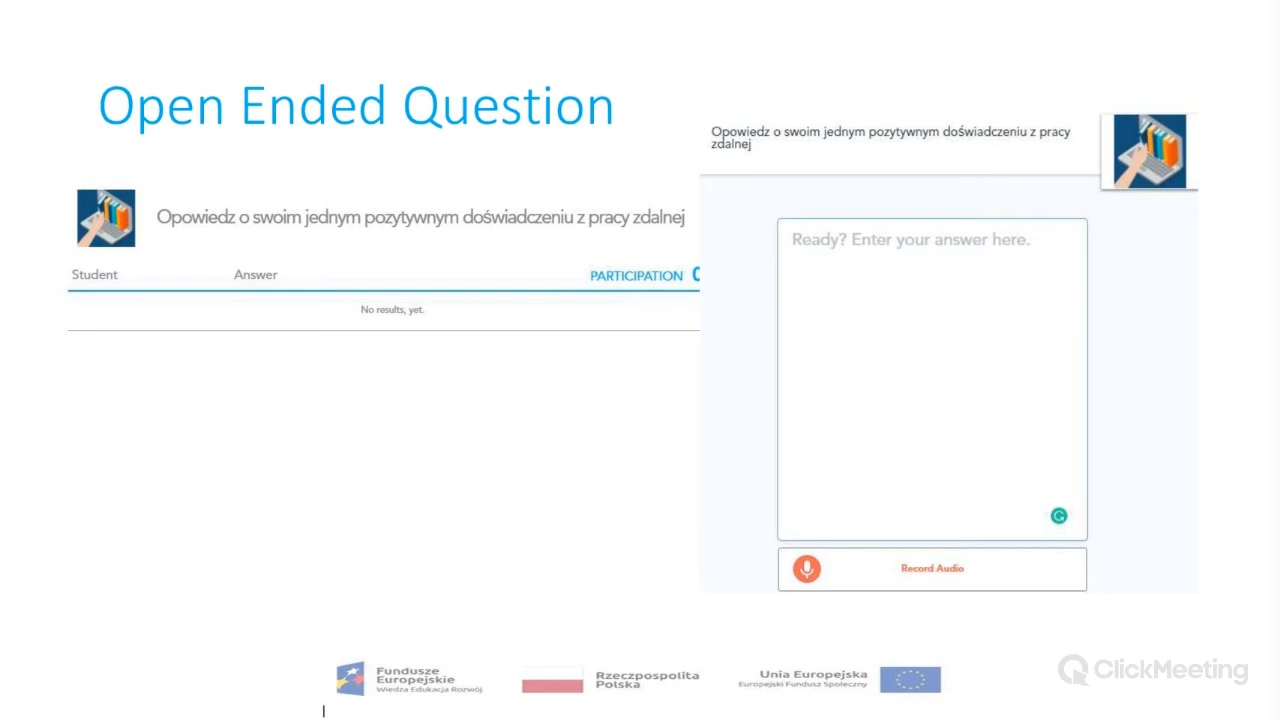 Open Ended Question
Opowiedz o swoim jednym pozytywnym doświadczeniu z pracy zdalnej
Student Answer PARTICIPATION
No results, yet.
Opowiedz o swoim jednym pozytywnym doświadczeniu z pracy
zdalnej
Ready? Enter your answer here.
Record Audio
Fundusze
Europejskie
Wiedza Edukacja Rozwój
Rzeczpospolita
Polska
Unia Europejska
Europejski Fundusz Społeczny
ClickMeeting